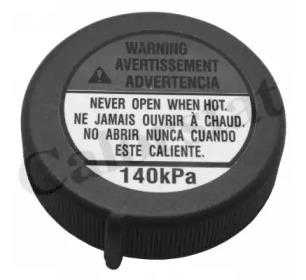 WARNING
AVERTISSEMENT
ADVERTENCIA
NEVER OPEN WHEN HOT.
NE JAMAIS OUVRIR À CHAUD.
NO ABRIR NUNCA CUANDO
ESTE CALIENTE.
140kPa